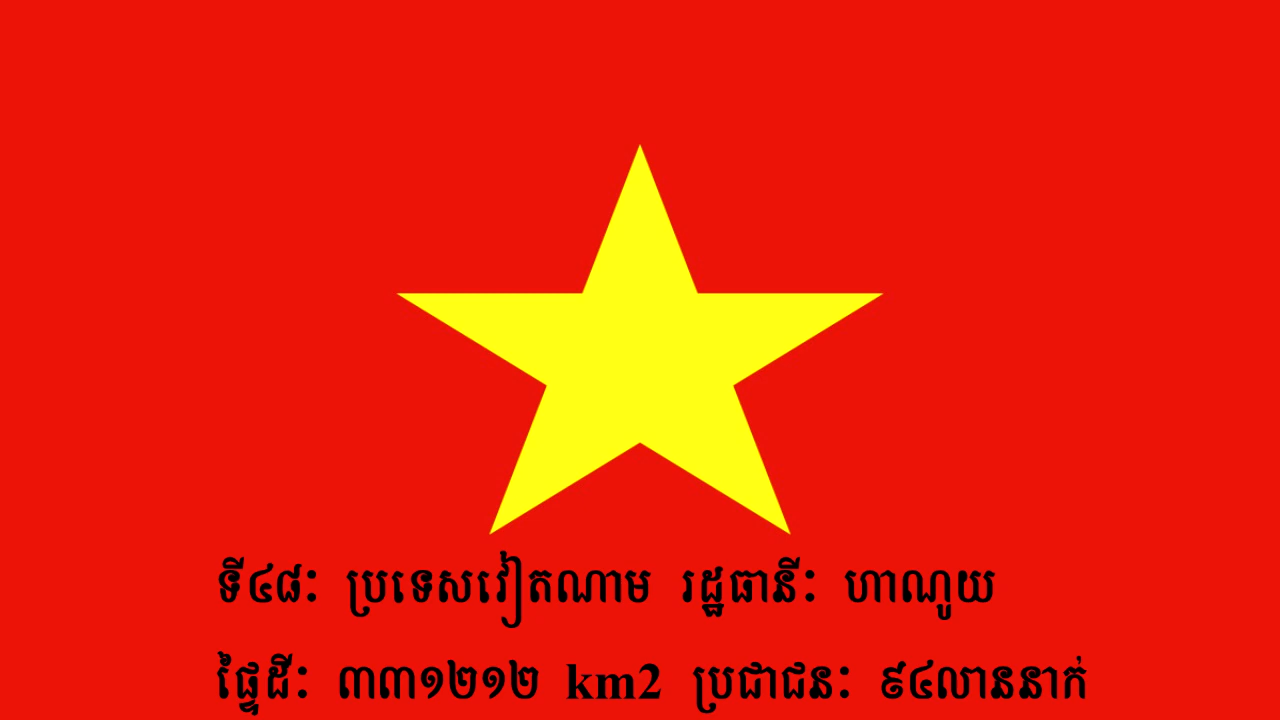 ទី៤៨ៈ ប្រទេសវៀតណាម រដ្ឋធានីៈ ហាណូយ
ផ្ទៃដីៈ ៣៣១២១២ km2 ប្រជាជនៈ ៩៤លាននាក់